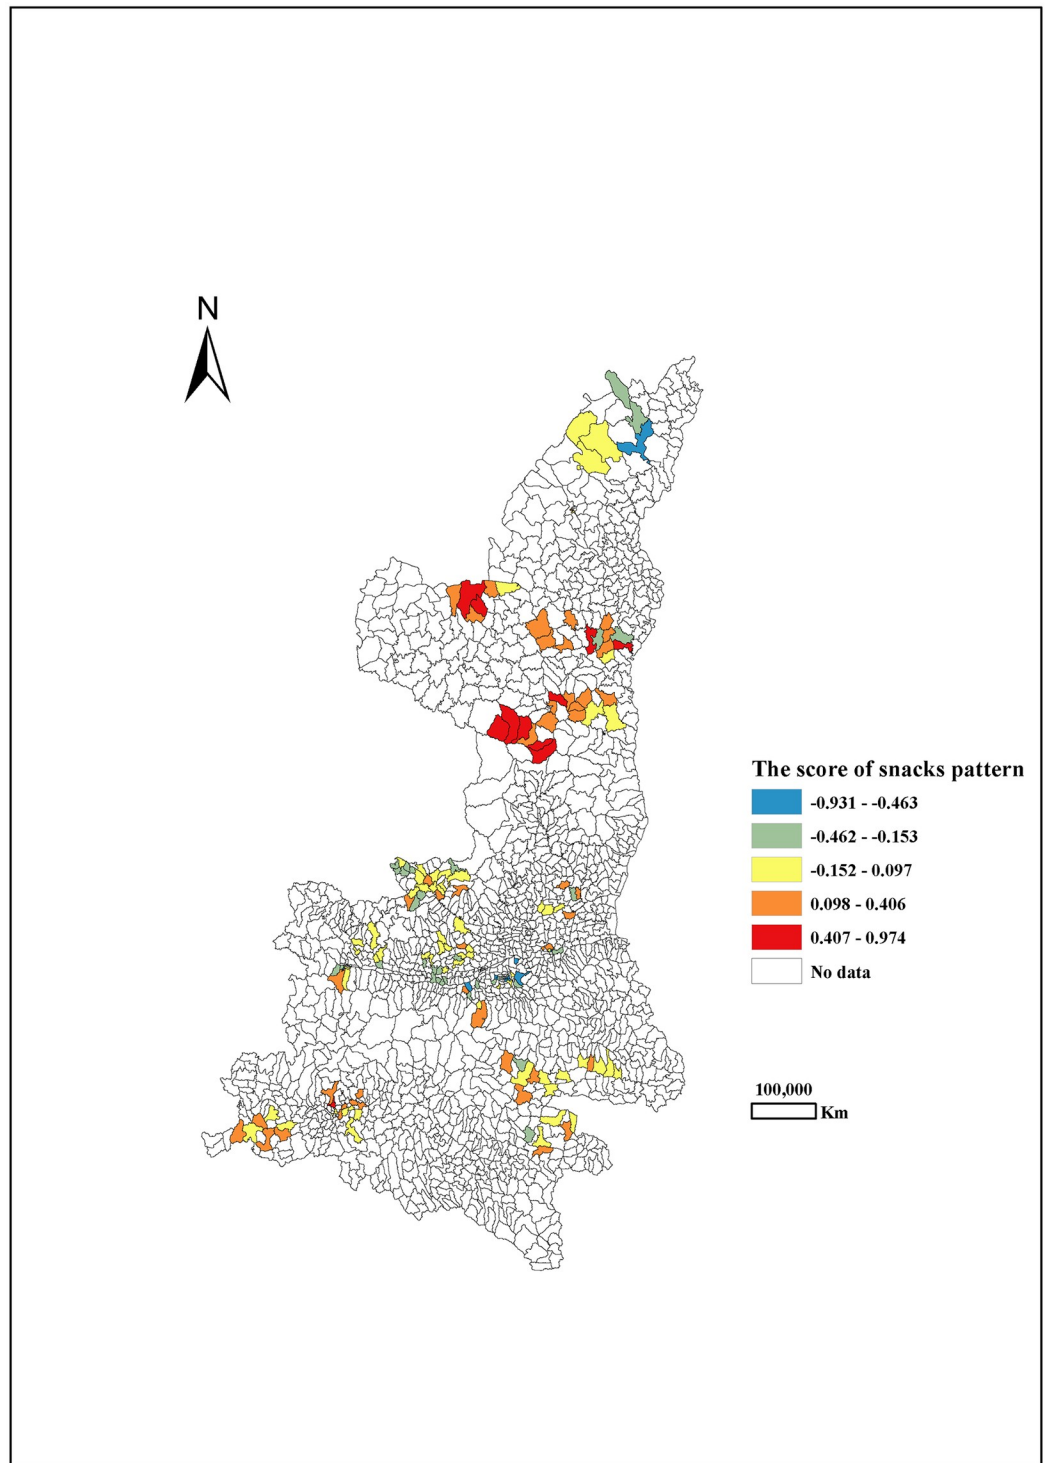 N
The score of snacks pattern
-0.931 - -0.463
-0.462 - -0.153
-0.152 - 0.097
0.098 - 0.406
0.407 - 0.974
No data
100,000
Km